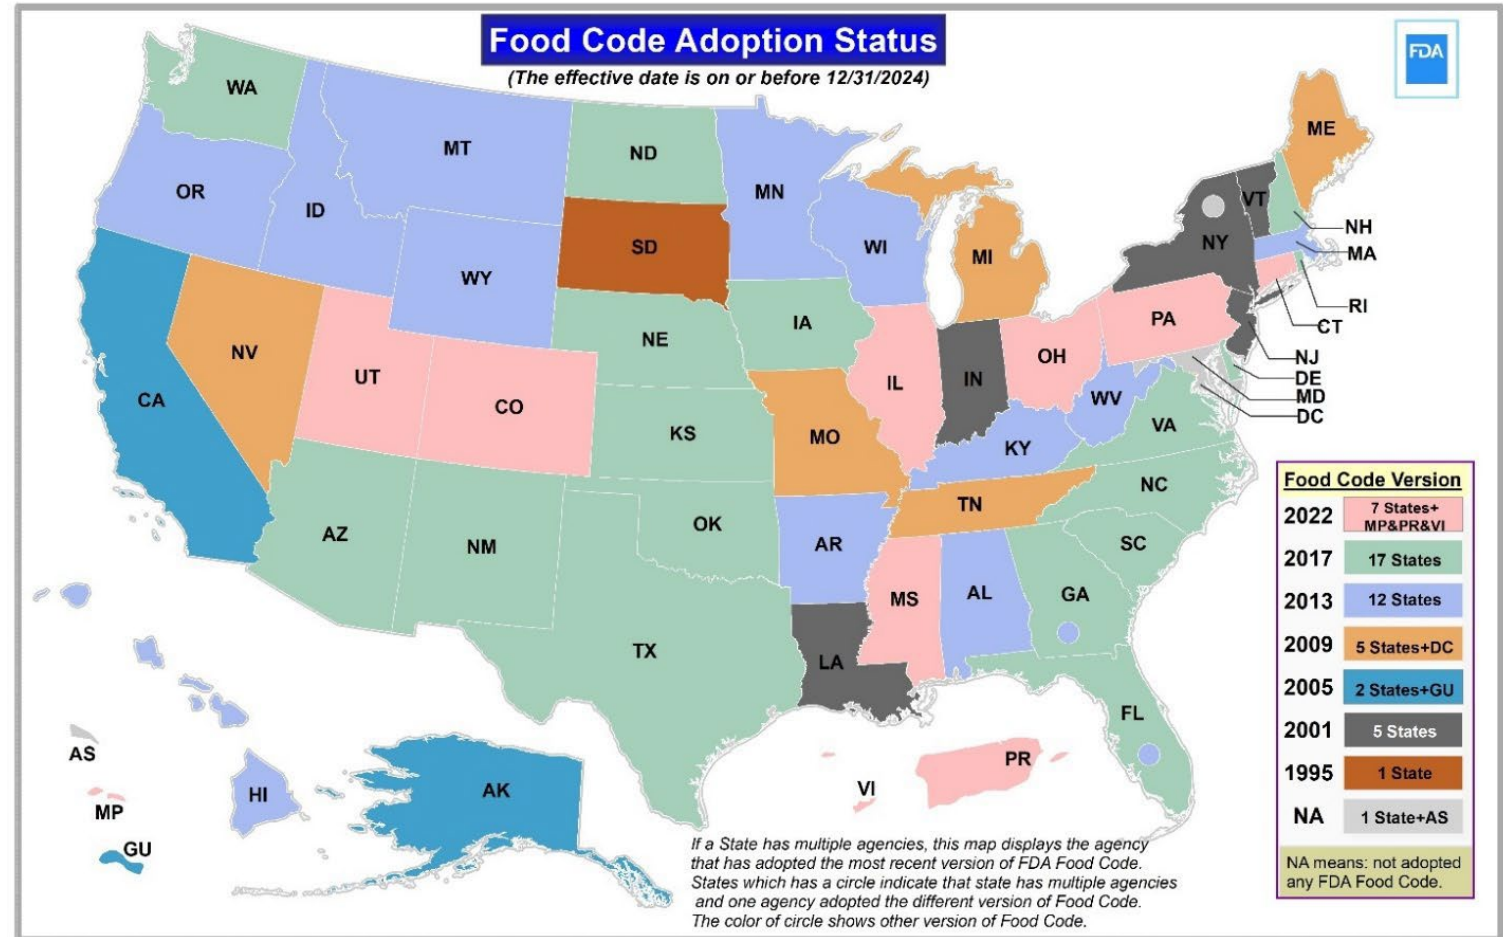 Food Code Adoption Status
(The effective date is on or before 12/31/2024)
FDA
WA
MT
ND
MN
ME
OR
ID
SD
WI
MI
VT
NY
NH
MA
WY
RI
CT
IA
PA
NE
NV
UT
OH
NJ
CO
IL
IN
DE
MD
DC
CA
WV
KS
MO
KY
VA
NC
TN
AZ
NM
OK
AR
SC
MS
AL
GA
TX
LA
FL
AS
MP
GU
HI
AK
VI
PR
Food Code Version
2022 7 States+
MP&PR&VI
2017 17 States
2013 12 States
2009 5 States+DC
2005 2 States+GU
2001 5 States
1995 1 State
NA 1 State+AS
NA means: not adopted
any FDA Food Code.
If a State has multiple agencies, this map displays the agency
that has adopted the most recent version of FDA Food Code.
States which has a circle indicate that state has multiple agencies
and one agency adopted the different version of Food Code.
The color of circle shows other version of Food Code.